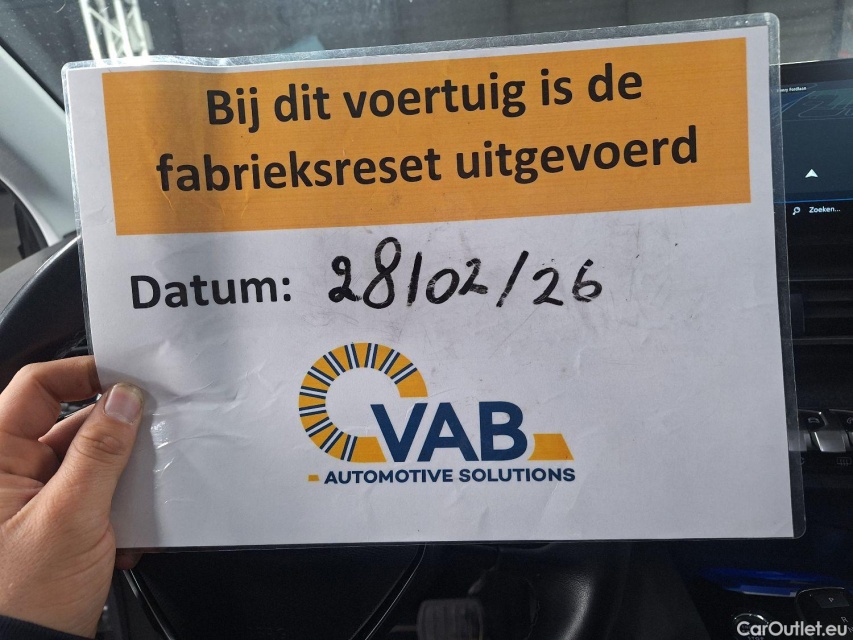 Bij dit voertuig is de
fabrieksreset uitgevoerd
Datum: 28/02/26
VAB
AUTOMOTIVE SOLUTIONS
Zoeken...
CarOutlet.eu